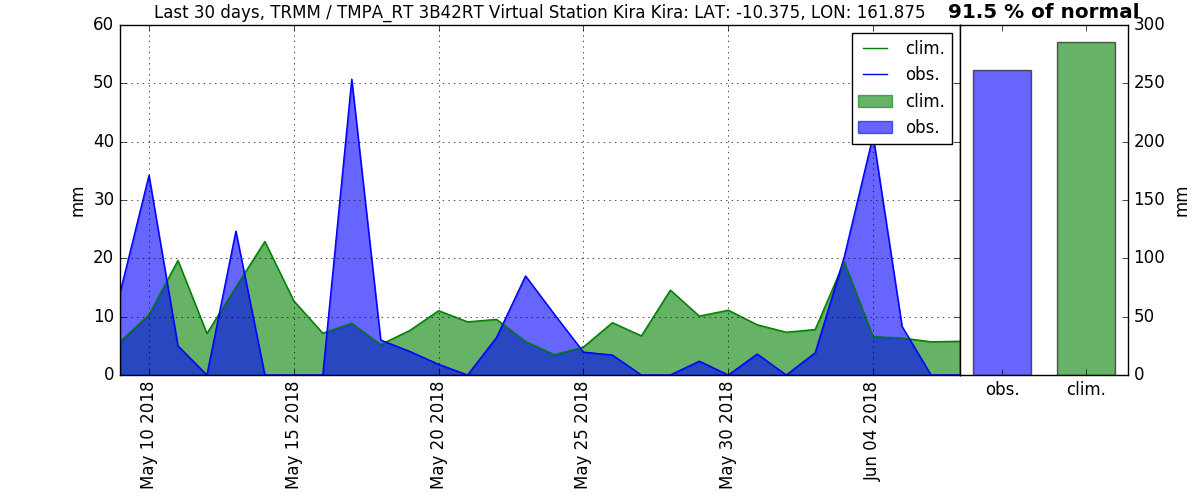 Last 30 days, TRMM / TMPA_RT 3B42RT Virtual Station Kira Kira: LAT: -10.375, LON: 161.875
91.5 % of normal
60
50
40
30
20
10
0
mm
clim.
obs.
clim.
obs.
300
250
200
150
100
50
0
mm
obs.
clim.
May 10 2018
May 15 2018
May 20 2018
May 25 2018
May 30 2018
Jun 04 2018